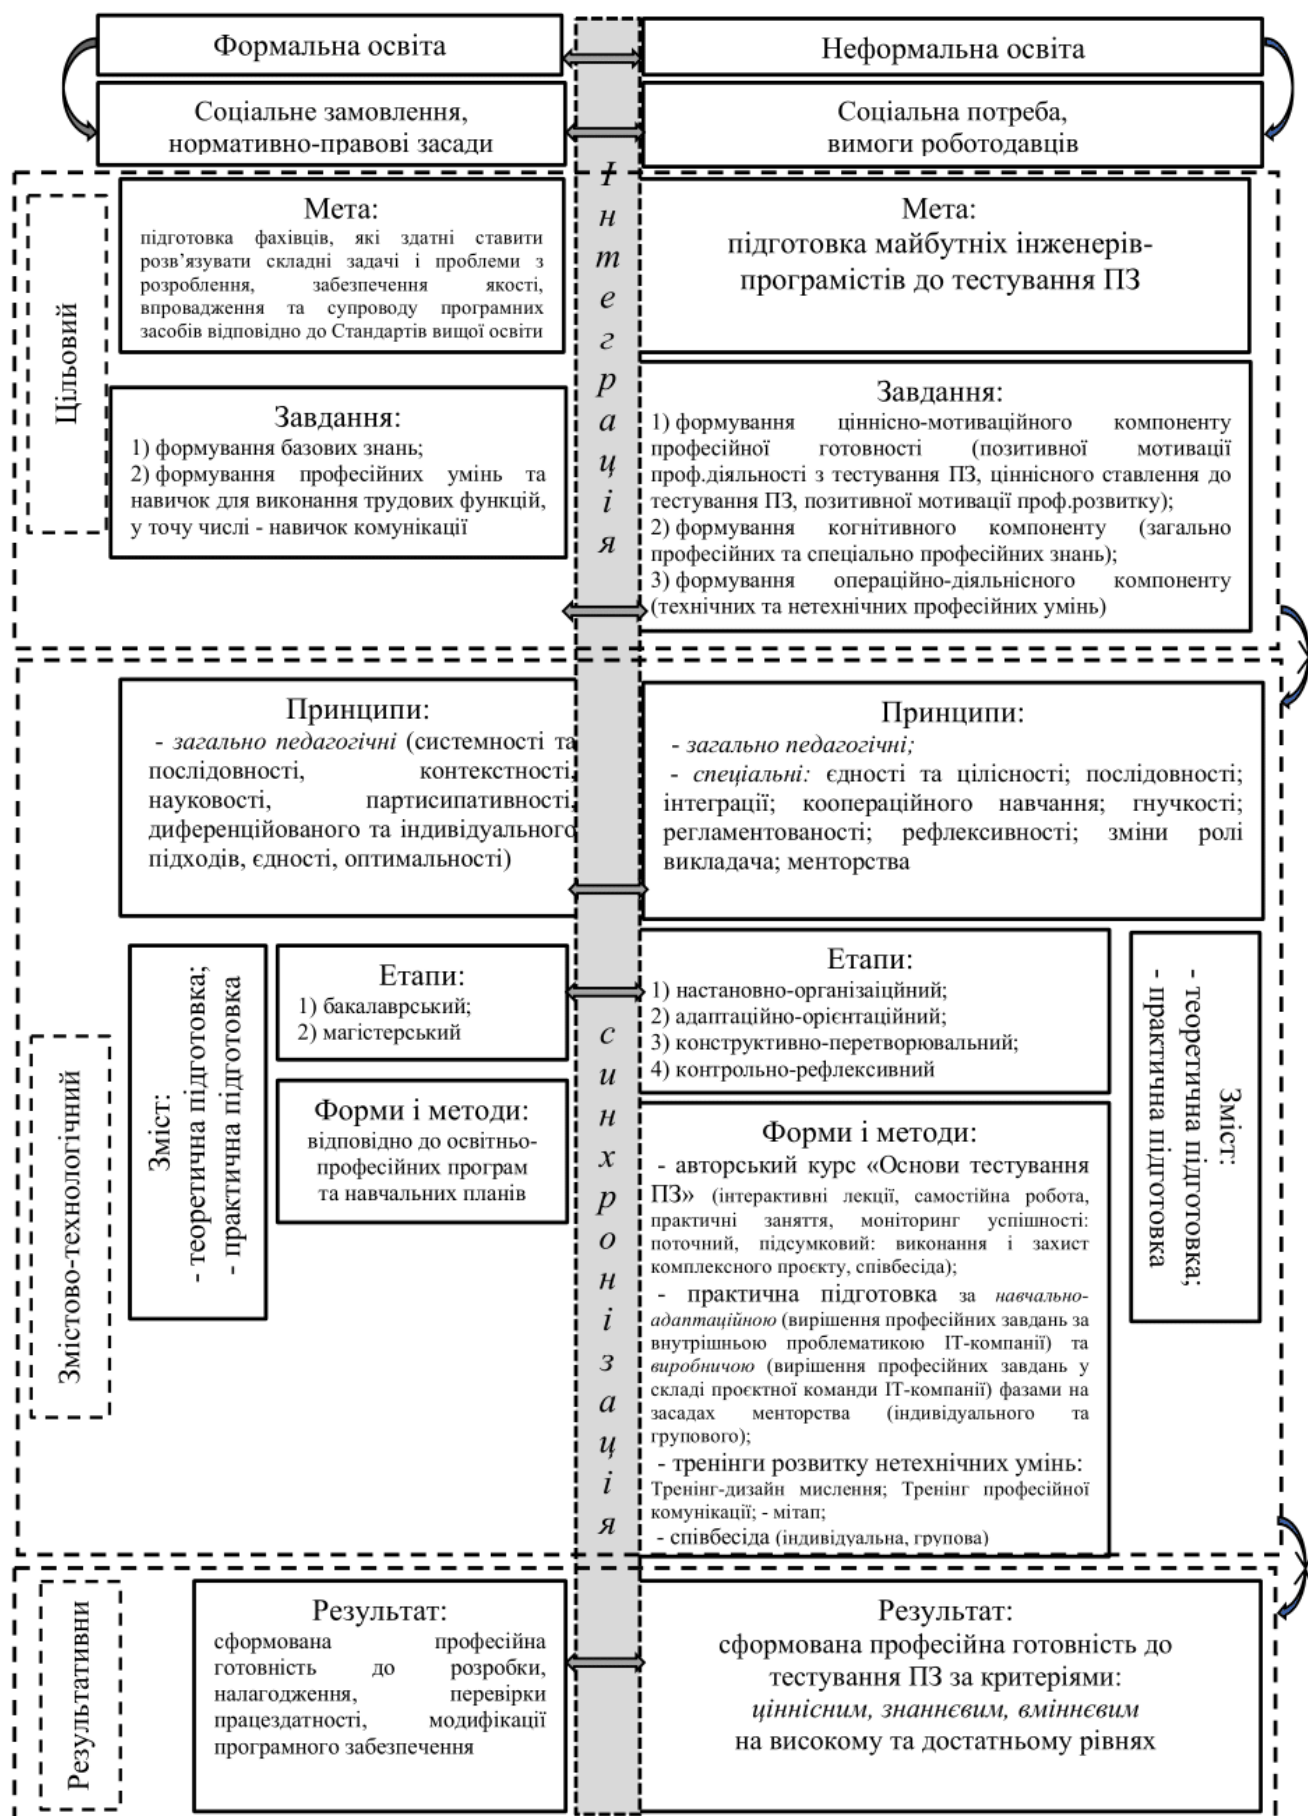 Формальна освіта
Неформальна освіта
Соціальне замовлення,
нормативно-правові засади
Соціальна потреба,
вимоги роботодавців
Інтеграція
Цільовий
Мета:
підготовка фахівців, які здатні ставити
розв’язувати складні задачі і проблеми з
розроблення, забезпечення якості,
впровадження та супроводу програмних
засобів відповідно до Стандартів вищої освіти
Мета:
підготовка майбутніх інженерів-
програмістів до тестування ПЗ
Завдання:
1) формування базових знань;
2) формування професійних умінь та
навичок для виконання трудових функцій,
у точу числі - навичок комунікації
Завдання:
1) формування ціннісно-мотиваційного компоненту
професійної готовності (позитивної мотивації
проф.діяльності з тестування ПЗ, ціннісного ставлення до
тестування ПЗ, позитивної мотивації проф.розвитку);
2) формування когнітивного компоненту (загально
професійних та спеціально професійних знань);
3) формування операційно-діяльнісного компоненту
(технічних та нетехнічних професійних умінь)
Змістово-технологічний
Принципи:
- загально педагогічні (системності та
послідовності, контекстності,
науковості, партисипативності,
диференційованого та індивідуального
підходів, єдності, оптимальності)
Принципи:
- загально педагогічні;
- спеціальні: єдності та цілісності; послідовності;
інтеграції; коопераційного навчання; гнучкості;
регламентованості; рефлексивності; зміни ролі
викладача; менторства
синхронізація
Зміст:
- теоретична підготовка;
- практична підготовка
Етапи:
1) бакалаврський;
2) магістерський
Форми і методи:
відповідно до освітньо-
професійних програм
та навчальних планів
Етапи:
1) настановно-організаіційний;
2) адаптаційно-орієнтаційний;
3) конструктивно-перетворювальний;
4) контрольно-рефлексивний
Форми і методи:
- авторський курс «Основи тестування
ПЗ» (інтерактивні лекції, самостійна робота,
практичні заняття, моніторинг успішності:
поточний, підсумковий: виконання і захист
комплексного проєкту, співбесіда);
- практична підготовка за навчально-
адаптаційною (вирішення професійних завдань за
внутрішньою проблематикою ІТ-компанії) та
виробничою (вирішення професійних завдань у
складі проєктної команди ІТ-компанії) фазами на
засадах менторства (індивідуального та
групового);
- тренінги розвитку нетехнічних умінь:
Тренінг-дизайн мислення; Тренінг професійної
комунікації; - мітап;
- співбесіда (індивідуальна, групова)
Зміст:
- теоретична підготовка;
- практична підготовка
Результативни
Результат:
сформована професійна
готовність до розробки,
налагодження, перевірки
працездатності, модифікації
програмного забезпечення
Результат:
сформована професійна готовність до
тестування ПЗ за критеріями:
ціннісним, знаннєвим, вміннєвим
на високому та достатньому рівнях